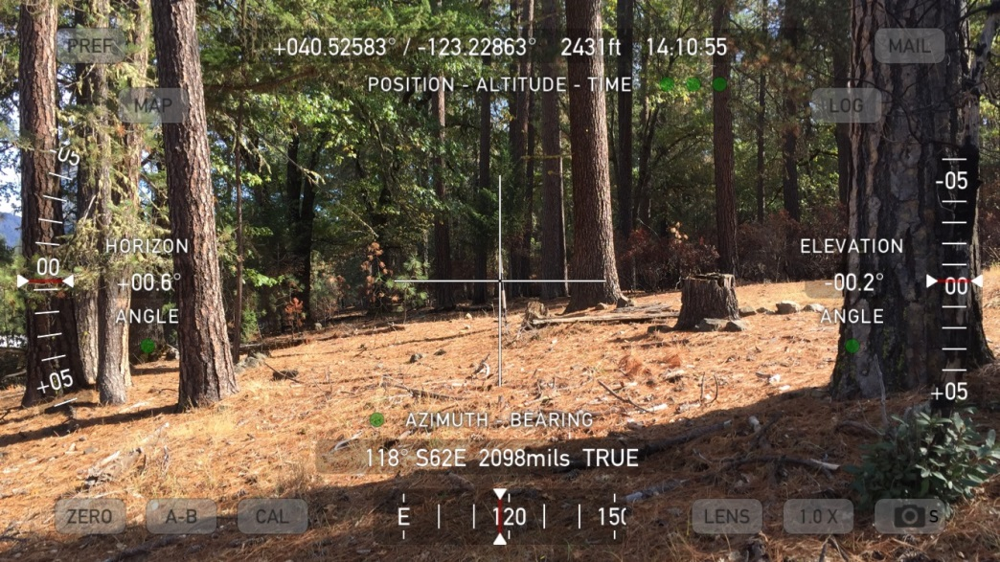 PREF
+040.52583° / -123.22863° 2431ft 14.10.55
MAIL
MAP
POSITION - ALTITUDE - TIME
LOG
-05
-05
HORIZON
ELEVATION
00
+00.6°
-00.2°
00
ANGLE
ANGLE
+05
+05
AZIMUTH - BEARING
118° S62E 2098mils TRUE
ZERO
A-B
CAL
E
120
150
LENS
1.0 X
S